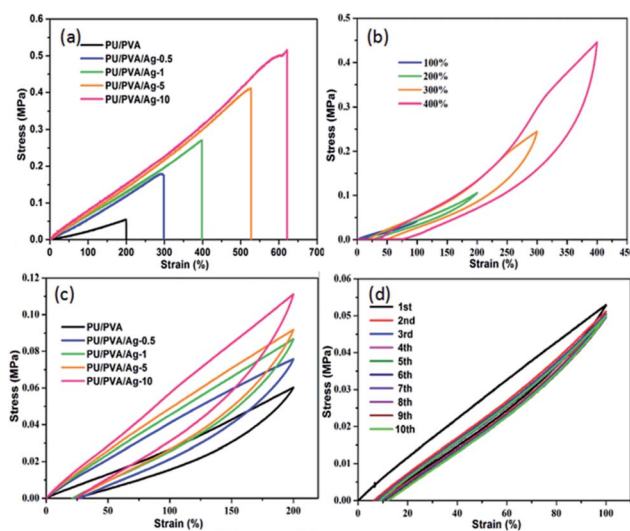 (a)
PU/PVA
PU/PVA/Ag-0.5
PU/PVA/Ag-1
PU/PVA/Ag-5
PU/PVA/Ag-10
Stress (MPa)
0.6
0.5
0.4
0.3
0.2
0.1
0.0
0 100 200 300 400 500 600 700
Strain (%)
(b)
100%
200%
300%
400%
Stress (MPa)
0.5
0.4
0.3
0.2
0.1
0.0
0 50 100 150 200 250 300 350 400 450
Strain (%)
(c)
PU/PVA
PU/PVA/Ag-0.5
PU/PVA/Ag-1
PU/PVA/Ag-5
PU/PVA/Ag-10
Stress (MPa)
0.12
0.10
0.08
0.06
0.04
0.02
0.00
0 50 100 150 200
Strain (%)
(d)
1st
2nd
3rd
4th
5th
6th
7th
8th
9th
10th
Stress (MPa)
0.06
0.05
0.04
0.03
0.02
0.01
0.00
0 20 40 60 80 100
Strain (%)